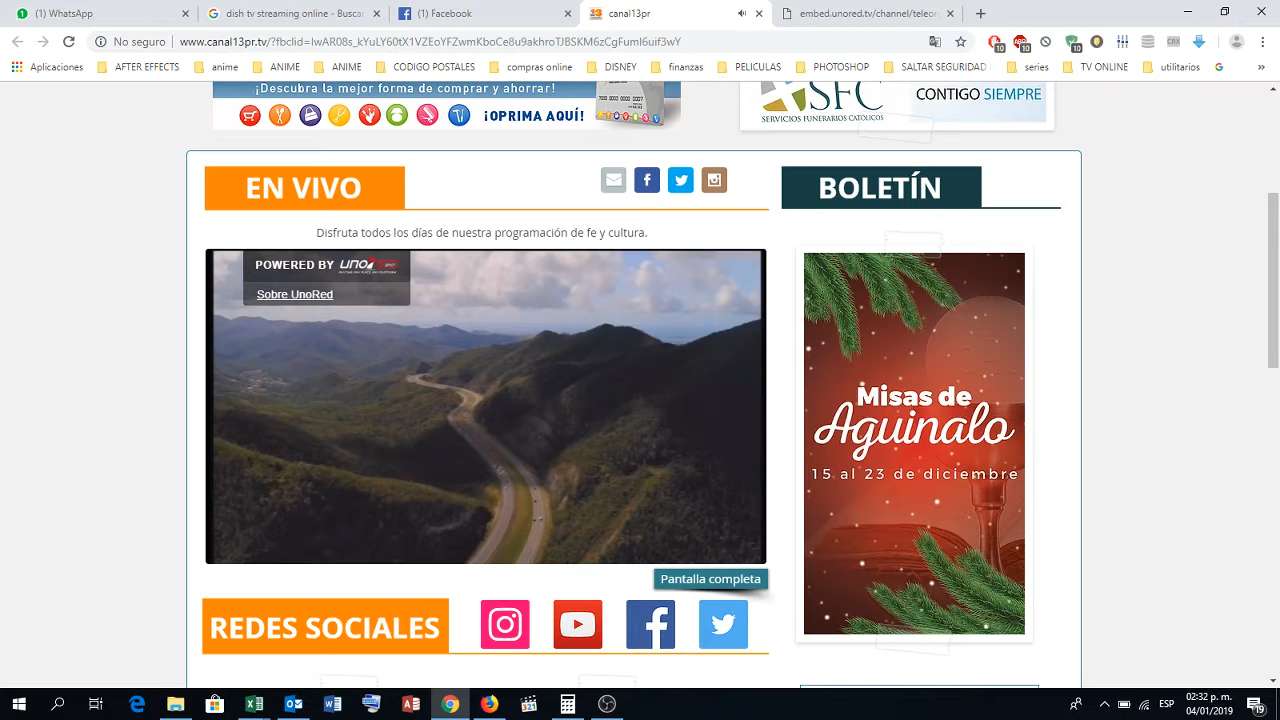 (1) WhatsApp
dish tv streaming online - Buscar
(1) Facebook
canal13pr
embed.unored.tv/channel/teleor
No seguro
www.canal13pr.tv/?fbclid=IwAR08s_kYuLY60tX1VZEoYFZwmKboCe8u9akhroTJBSKM6zCgFumI6uif3wY
Aplicaciones
AFTER EFFECTS
anime
ANIME
ANIME
CODIGO POSTALES
compras online
DISNEY
finanzas
PELICULAS
PHOTOSHOP
SALTAR SEGURIDAD
series
TV ONLINE
utilitarios
¡Descubra la mejor forma de comprar y ahorrar!
¡OPRIMA AQUÍ!
SFC
SERVICIOS FUNERARIOS CATÓLICOS
CONTIGO SIEMPRE
EN VIVO
BOLETÍN
Disfruta todos los días de nuestra programación de fe y cultura.
POWERED BY UNORED
Sobre UnoRed
Misas de
Aguinalo
15 al 23 de diciembre
Pantalla completa
REDES SOCIALES
02:32 p. m.
ESP
04/01/2019